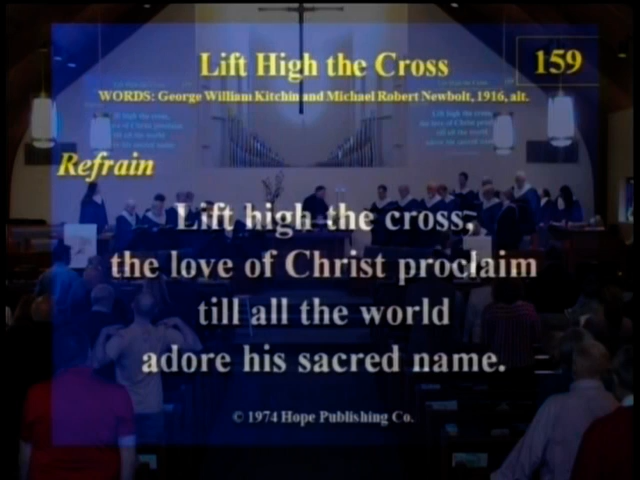 Lift High the Cross
159
WORDS: George William Kitchin and Michael Robert Newbolt, 1916, alt.
Refrain
Lift high the cross,
the love of Christ proclaim
till all the world
adore his sacred name.
© 1974 Hope Publishing Co.